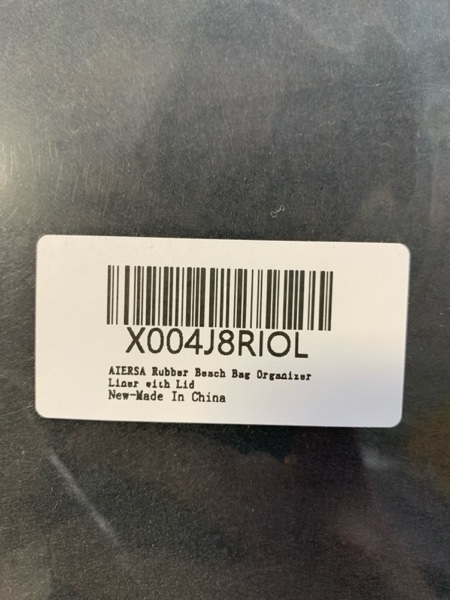 X004J8RIOL
AIERSA Rubber Beach Bag Organizer
Liner with Lid
New-Made In China